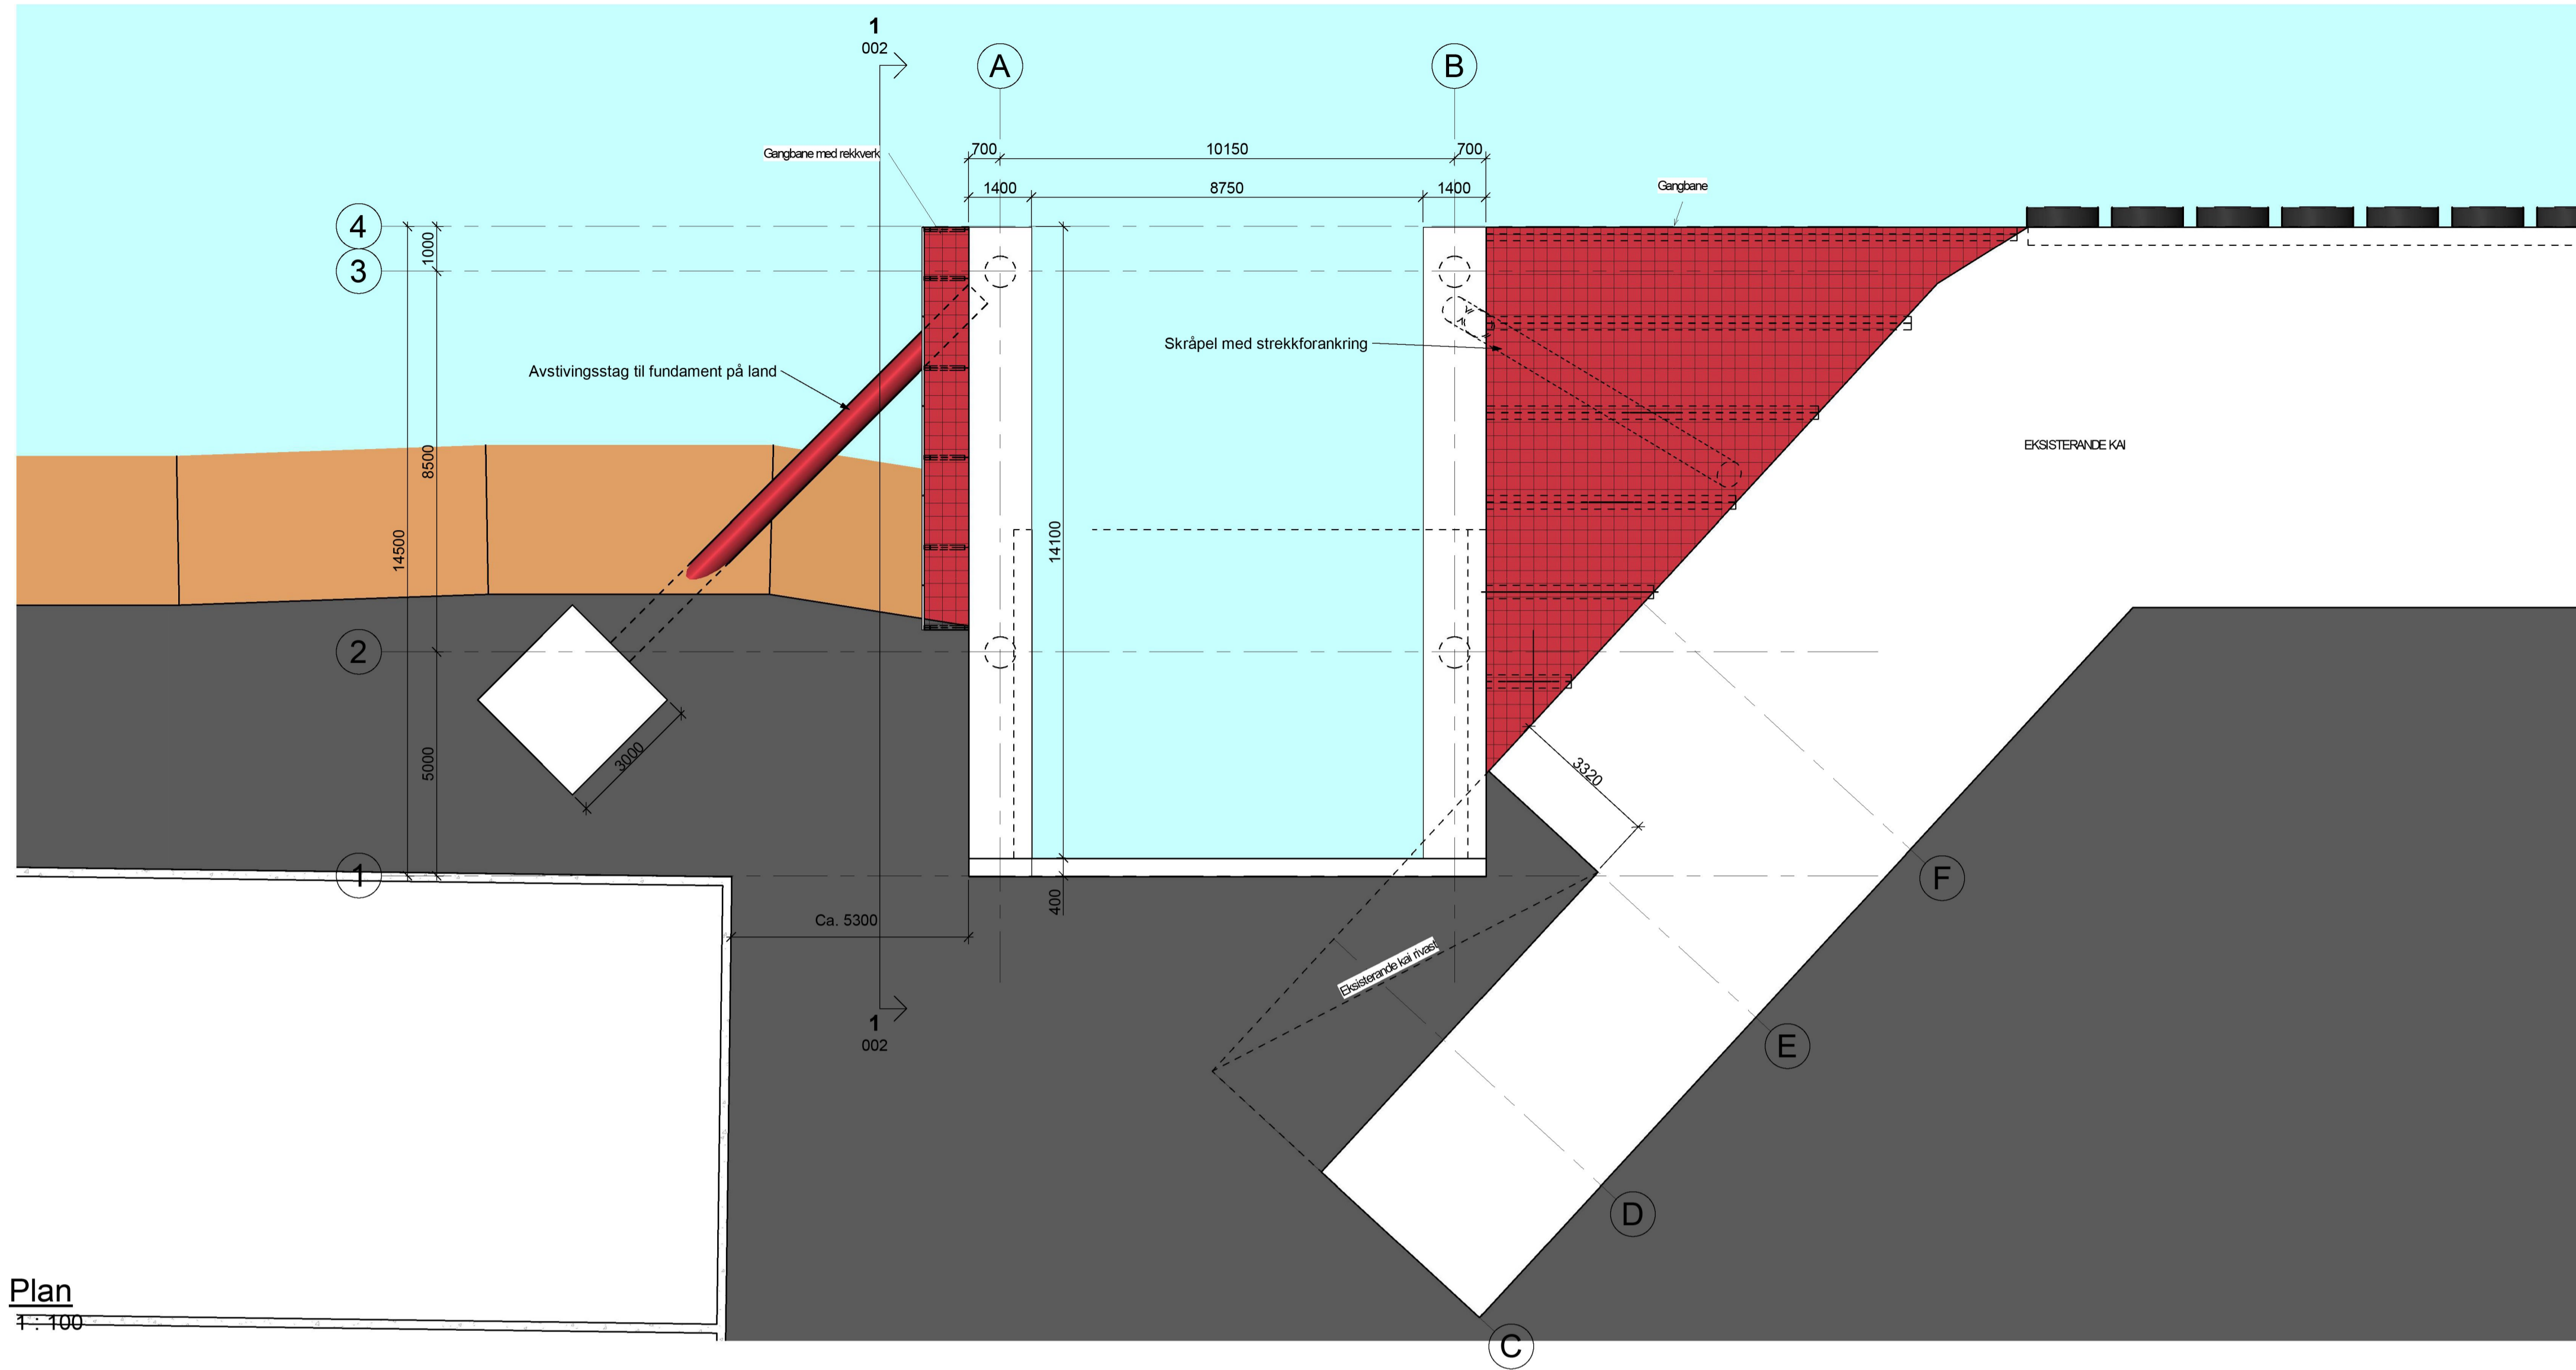 1
002
A
B
Gangbane med rekkverk
700
10150
700
1400
8750
1400
Gangbane
4
3
1000
Avstivingsstag til fundament på land
Skråpel med strekkforankring
EKSISTERANDE KAI
8500
14500
14100
2
5000
3000
3320
1
400
Ca. 5300
F
Eksisterande kai rivast
1
002
E
D
C
Plan
1 : 100